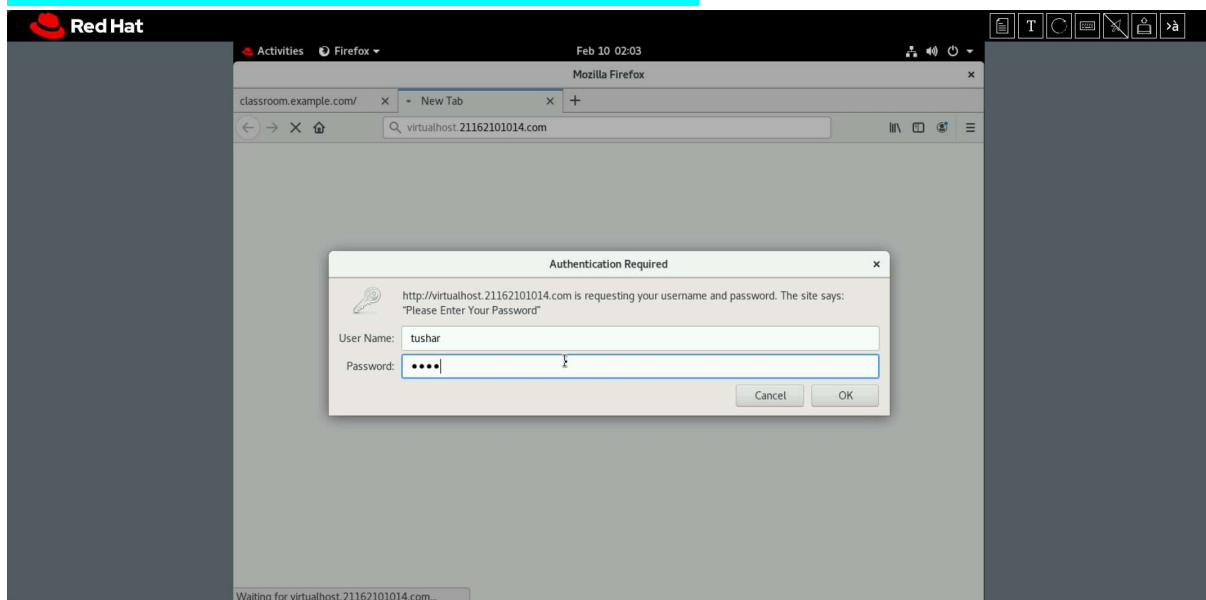 Red Hat
T
>à
Activities Firefox Feb 10 02:03
Mozilla Firefox
classroom.example.com/ New Tab
virtualhost.21162101014.com
Authentication Required
http://virtualhost.21162101014.com is requesting your username and password. The site says:
"Please Enter Your Password"
User Name: tushar
Password: ••••
Cancel OK
Waiting for virtualhost.21162101014.com...